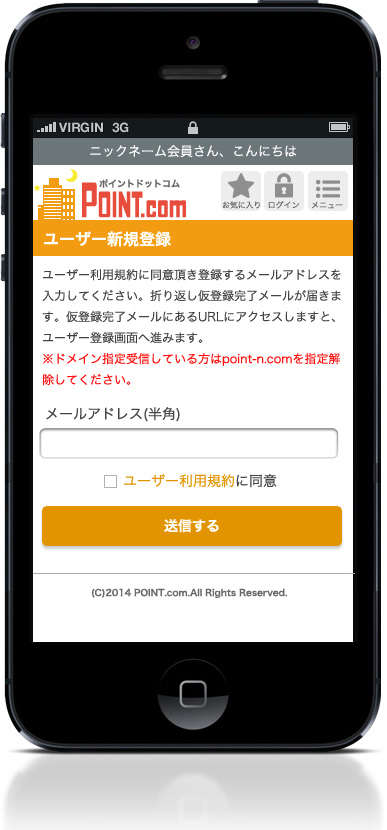 VIRGIN 3G
ニックネーム会員さん、こんにちは
ポイントドットコム
POINT.com
お気に入り ログイン メニュー
ユーザー新規登録
ユーザー利用規約に同意頂き登録するメールアドレスを
入力してください。折り返し仮登録完了メールが届きま
す。仮登録完了メールにあるURLにアクセスしますと、
ユーザー登録画面へ進みます。
※ドメイン指定受信している方はpoint-n.comを指定解
除してください。
メールアドレス(半角)
ユーザー利用規約に同意
送信する
(C)2014 POINT.com.All Rights Reserved.